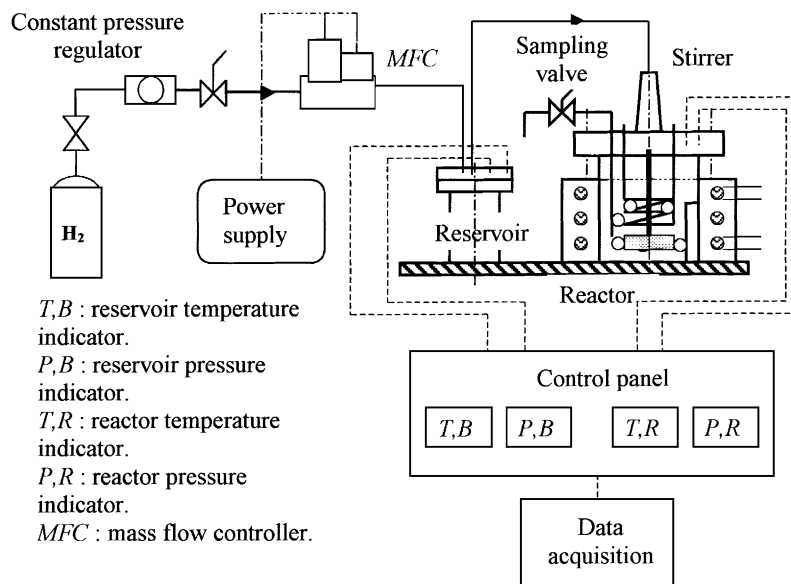 Constant pressure
regulator
MFC
Sampling
valve
Stirrer
H2
Power
supply
Reservoir
Reactor
T,B : reservoir temperature
indicator.
P,B : reservoir pressure
indicator.
T,R : reactor temperature
indicator.
P,R : reactor pressure
indicator.
MFC : mass flow controller.
Control panel
T,B
P,B
T,R
P,R
Data
acquisition